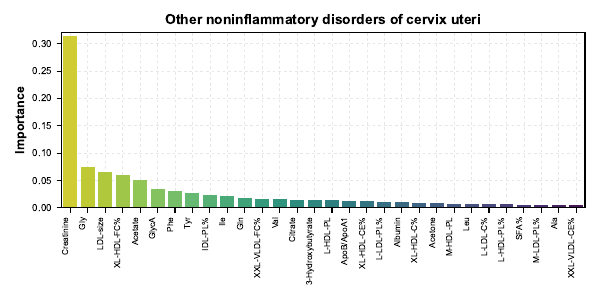 Other noninflammatory disorders of cervix uteri
Importance
0.30
0.25
0.20
0.15
0.10
0.05
0.00
Creatinine
Gly
LDL-size
XL-HDL-FC%
Acetate
GlycA
Phe
Tyr
IDL-PL%
Ile
Gln
XXL-VLDL-FC%
Val
Citrate
3-Hydroxybutyrate
L-HDL-PL
ApoB/ApoA1
XL-HDL-CE%
L-LDL-PL%
Albumin
XL-HDL-C%
Acetone
M-HDL-PL
Leu
L-LDL-C%
L-HDL-PL%
SFA%
M-LDL-PL%
Ala
XXL-VLDL-CE%